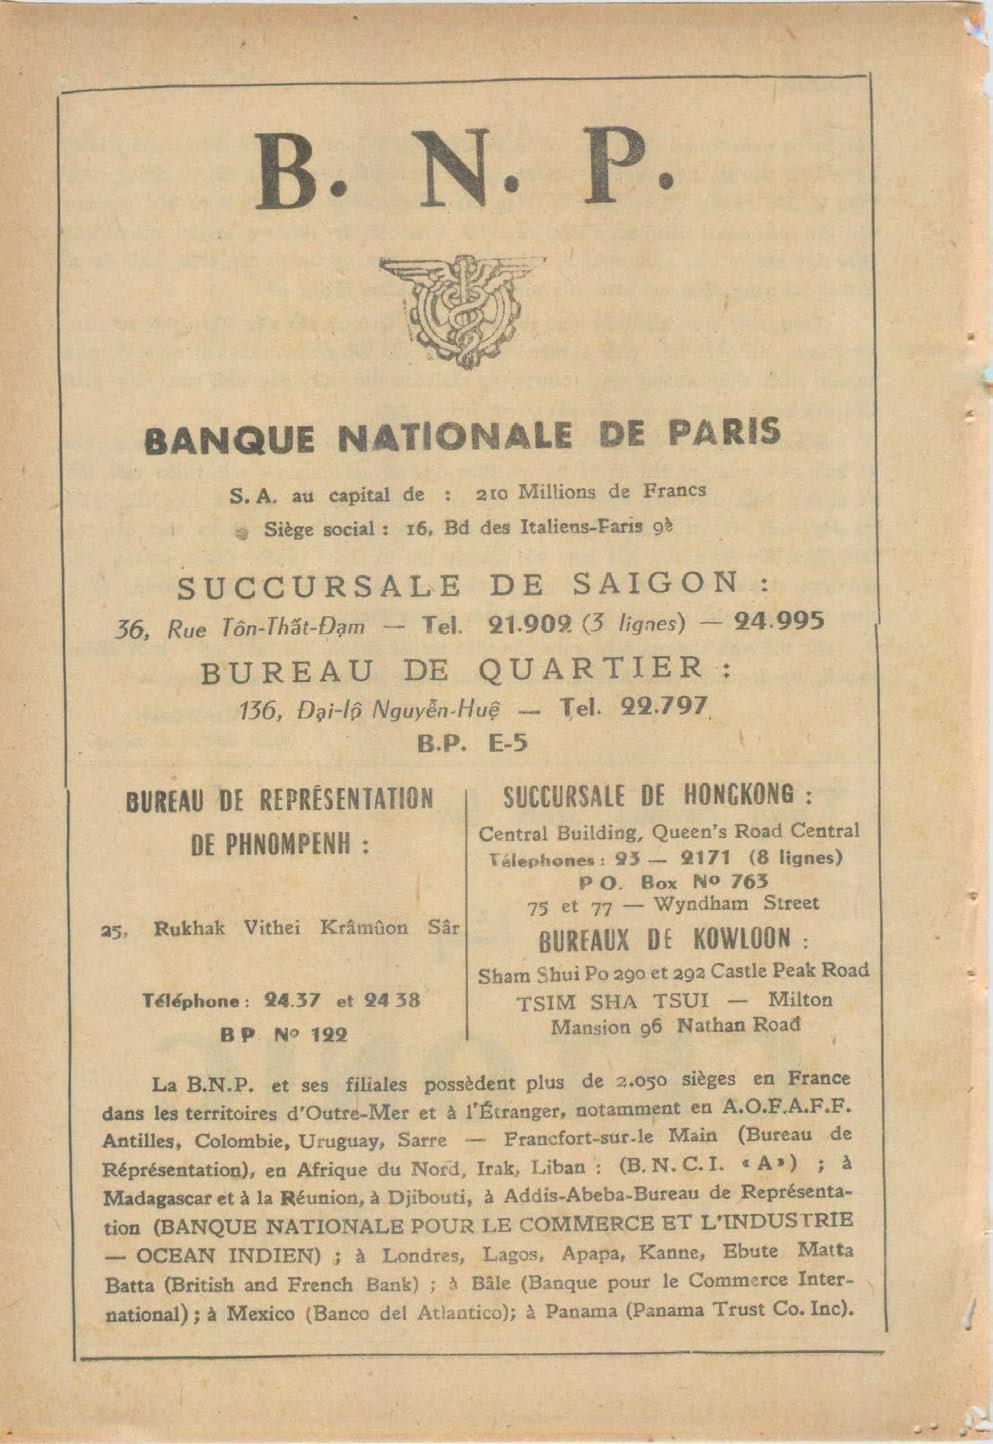 B. N. P.
BANQUE NATIONALE DE PARIS
S. A. au capital de : 210 Millions de Francs
Siège social : 16, Bd des Italiens-Paris 9è
SUCCURSALE DE SAIGON :
36, Rue Tôn-Thất-Đạm — Tel. 21.902 (3 lignes) — 24.995
BUREAU DE QUARTIER :
136, Đại-lộ Nguyễn-Huệ — Tel. 22.797
B.P. E-5
BUREAU DE REPRÉSENTATION
DE PHNOMPENH :
25, Rukhak Vithei Krâmûon Sâr
Téléphone : 24.37 et 24 38
B P No 122
SUCCURSALE DE HONGKONG :
Central Building, Queen's Road Central
Télephones : 23 — 2171 (8 lignes)
P O. Box No 763
75 et 77 — Wyndham Street
BUREAUX DE KOWLOON :
Sham Shui Po 290 et 292 Castle Peak Road
TSIM SHA TSUI — Milton
Mansion 96 Nathan Road
La B.N.P. et ses filiales possèdent plus de 2.050 sièges en France
dans les territoires d'Outre-Mer et à l'Étranger, notamment en A.O.F.A.F.F.
Antilles, Colombie, Uruguay, Sarre — Francfort-sur-le Main (Bureau de
Réprésentation), en Afrique du Nord, Irak, Liban : (B. N. C. I. « A ») ; à
Madagascar et à la Réunion, à Djibouti, à Addis-Abeba-Bureau de Représenta-
tion (BANQUE NATIONALE POUR LE COMMERCE ET L'INDUSTRIE
— OCEAN INDIEN) ; à Londres, Lagos, Apapa, Kanne, Ebute Matta
Batta (British and French Bank) ; à Bâle (Banque pour le Commerce Inter-
national) ; à Mexico (Banco del Atlantico); à Panama (Panama Trust Co. Inc).